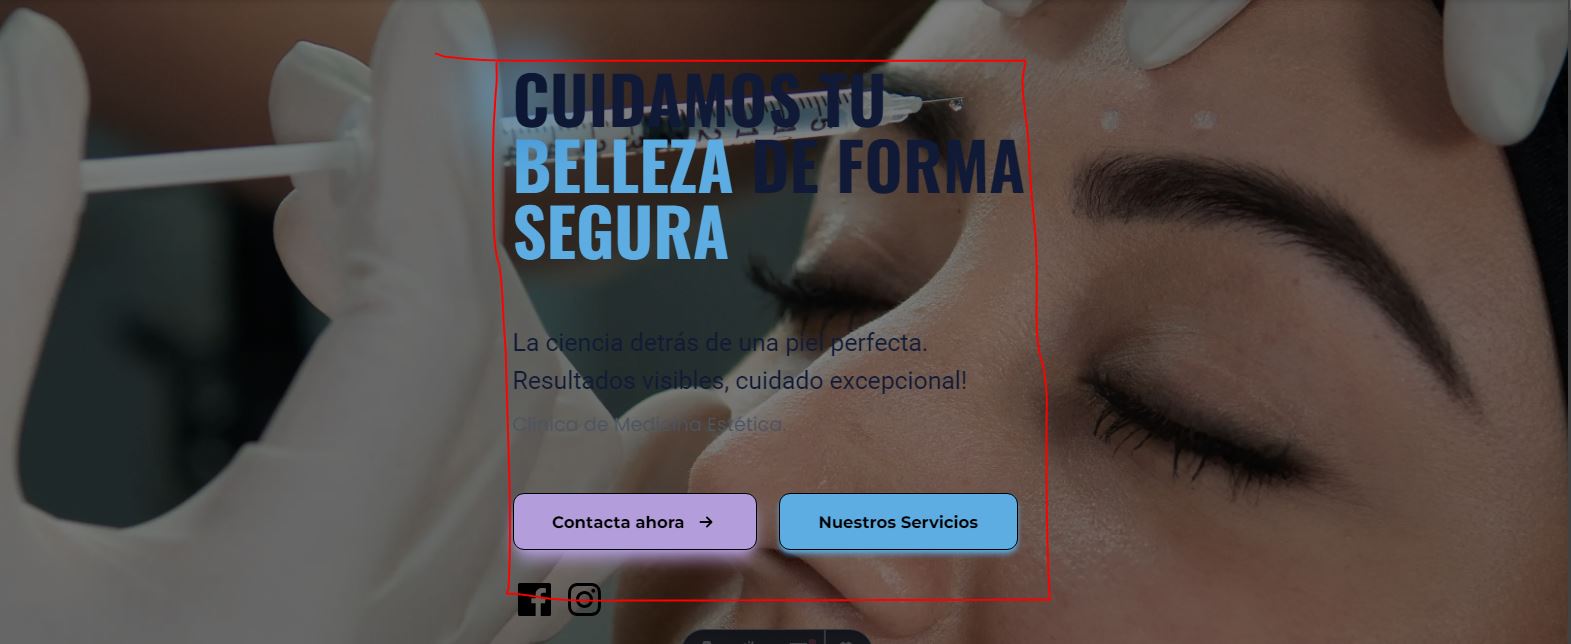 CUIDAMOS TU
BELLEZA DE FORMA
SEGURA
La ciencia detrás de una piel perfecta.
Resultados visibles, cuidado excepcional!
Clínica de Medicina Estética.
Contacta ahora →
Nuestros Servicios